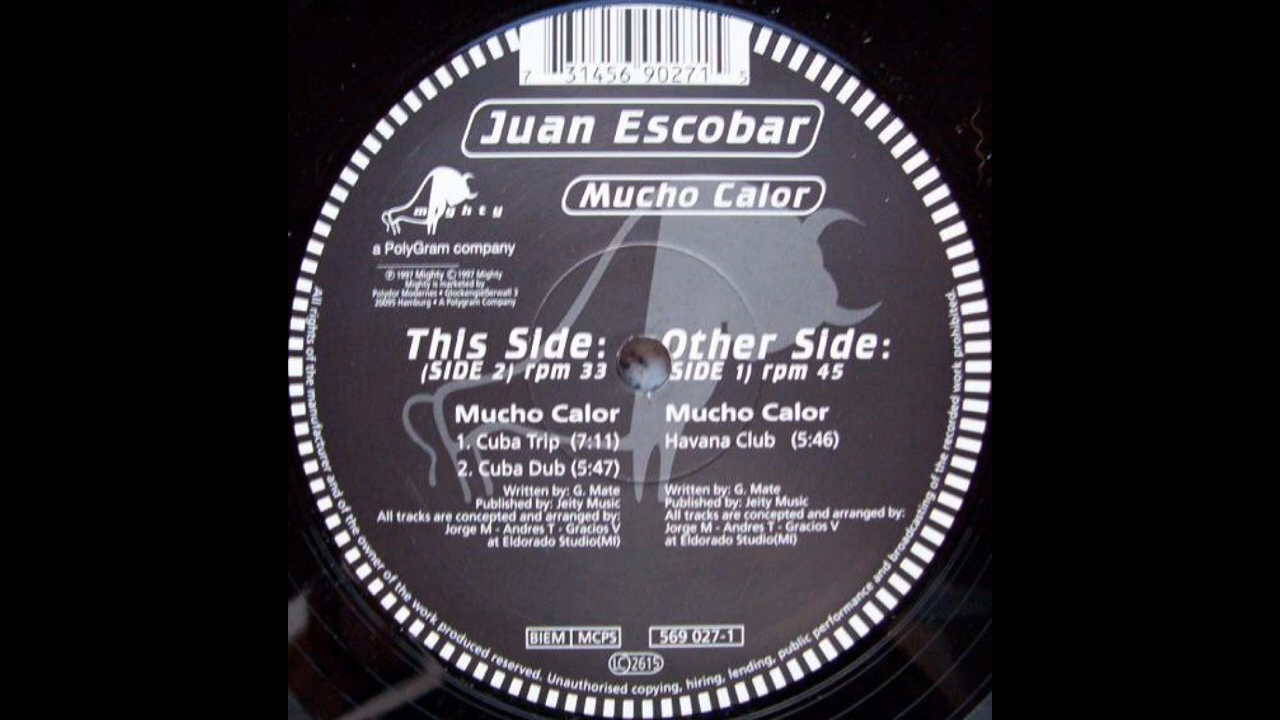 7 31456 90271 5
Juan Escobar
Mucho Calor
mighty
a PolyGram company
℗ 1997 Mighty © 1997 Mighty
Mighty is marketed by
Polydor Modernes • Glockengießerwall 3
20095 Hamburg • A Polygram Company
This Side:
(SIDE 2) rpm 33
Mucho Calor
1. Cuba Trip (7:11)
2. Cuba Dub (5:47)
Written by: G. Mate
Published by: Jeity Music
All tracks are concepted and arranged by:
Jorge M - Andres T - Gracios V
at Eldorado Studio(MI)
Other Side:
SIDE 1) rpm 45
Mucho Calor
Havana Club (5:46)
Written by: G. Mate
Published by: Jeity Music
All tracks are concepted and arranged by:
Jorge M - Andres T - Gracios V
at Eldorado Studio(MI)
BIEM MCPS
569 027-1
LC 2615
All rights of the manufacturer and of the owner of the work produced reserved. Unauthorised copying, hiring, lending, public performance and broadcasting of the recorded work prohibited.